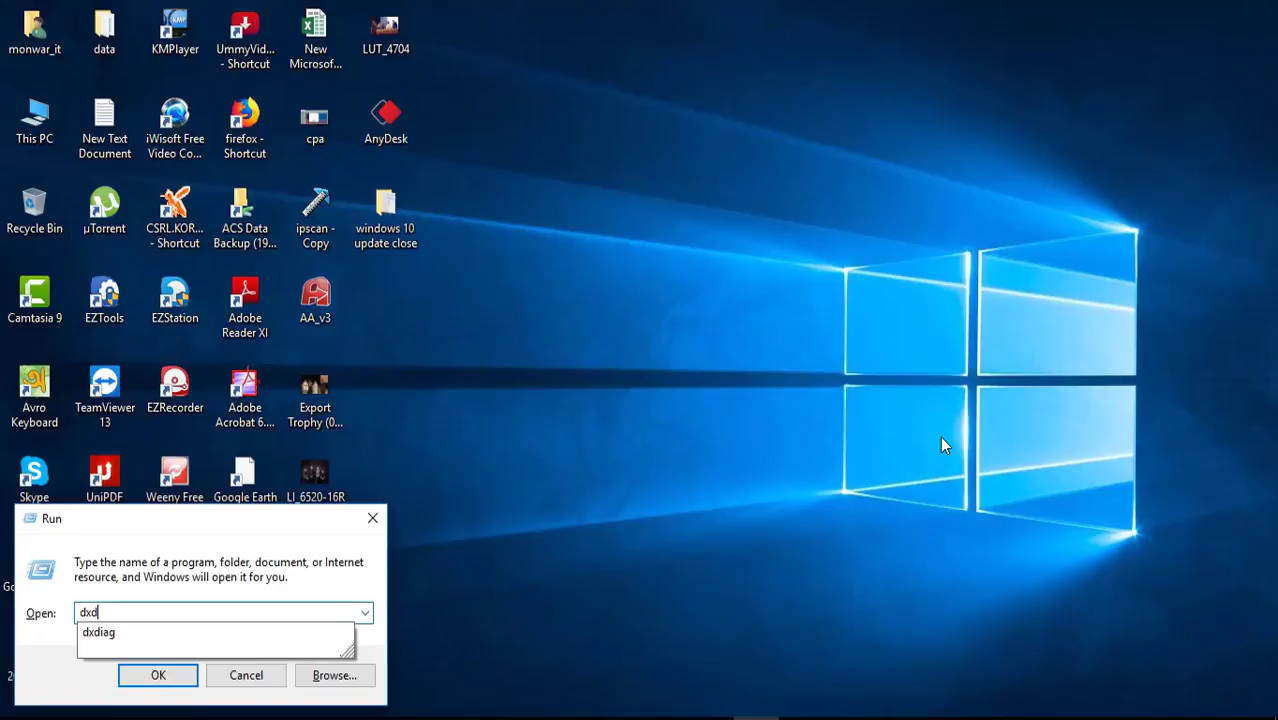 monwar_it
data
KMPlayer
UmmyVid...
- Shortcut
New
Microsof...
LUT_4704
This PC
New Text
Document
iWisoft Free
Video Co...
firefox -
Shortcut
cpa
AnyDesk
Recycle Bin
µTorrent
CSRL.KOR...
- Shortcut
ACS Data
Backup (19...
ipscan -
Copy
windows 10
update close
Camtasia 9
EZTools
EZStation
Adobe
Reader XI
AA_v3
Avro
Keyboard
TeamViewer
13
EZRecorder
Adobe
Acrobat 6....
Export
Trophy (0...
Skype
UniPDF
Weeny Free
Google Earth
LI_6520-16R
Run
Type the name of a program, folder, document, or Internet
resource, and Windows will open it for you.
Open:
dxd
dxdiag
OK
Cancel
Browse...